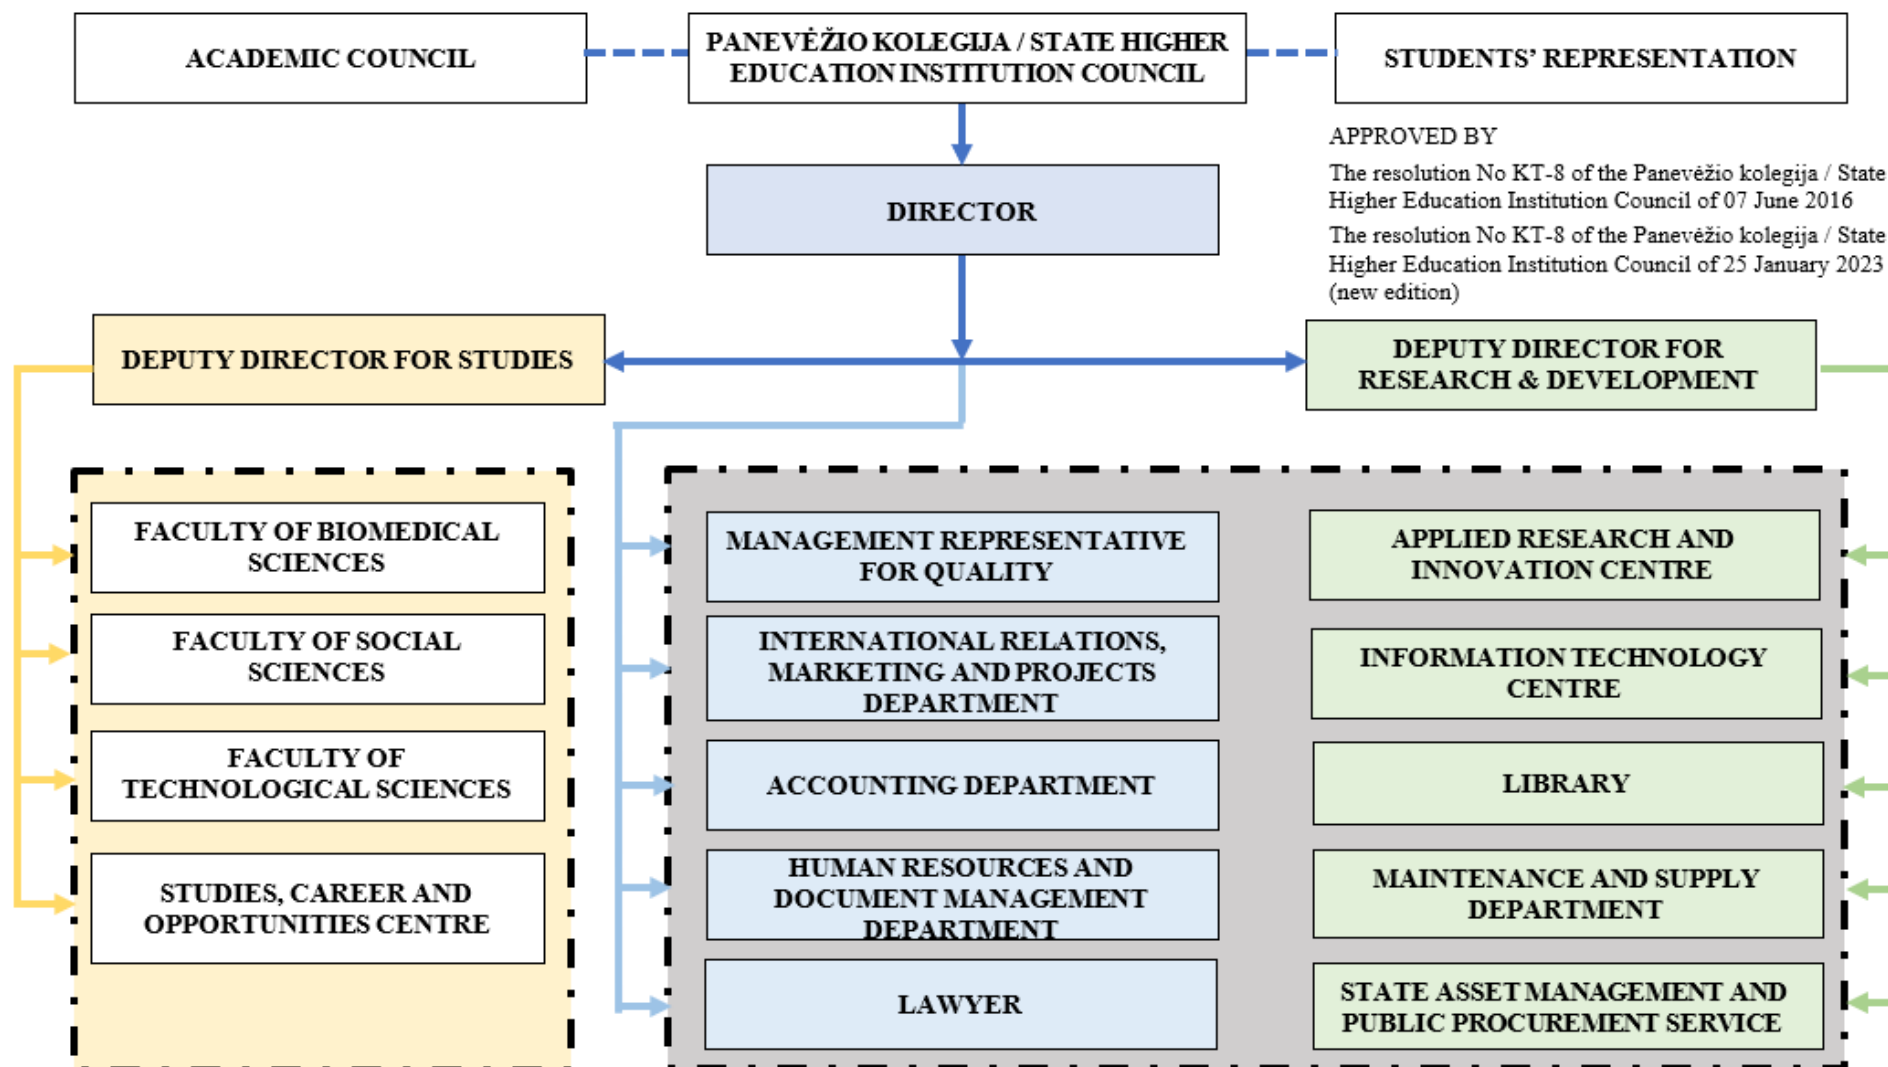 ACADEMIC COUNCIL
PANEVĖŽIO KOLEGIJA / STATE HIGHER
EDUCATION INSTITUTION COUNCIL
STUDENTS’ REPRESENTATION
APPROVED BY
The resolution No KT-8 of the Panevėžio kolegija / State
Higher Education Institution Council of 07 June 2016
The resolution No KT-8 of the Panevėžio kolegija / State
Higher Education Institution Council of 25 January 2023
(new edition)
DIRECTOR
DEPUTY DIRECTOR FOR STUDIES
DEPUTY DIRECTOR FOR
RESEARCH & DEVELOPMENT
FACULTY OF BIOMEDICAL
SCIENCES
FACULTY OF SOCIAL
SCIENCES
FACULTY OF
TECHNOLOGICAL SCIENCES
STUDIES, CAREER AND
OPPORTUNITIES CENTRE
MANAGEMENT REPRESENTATIVE
FOR QUALITY
INTERNATIONAL RELATIONS,
MARKETING AND PROJECTS
DEPARTMENT
ACCOUNTING DEPARTMENT
HUMAN RESOURCES AND
DOCUMENT MANAGEMENT
DEPARTMENT
LAWYER
APPLIED RESEARCH AND
INNOVATION CENTRE
INFORMATION TECHNOLOGY
CENTRE
LIBRARY
MAINTENANCE AND SUPPLY
DEPARTMENT
STATE ASSET MANAGEMENT AND
PUBLIC PROCUREMENT SERVICE